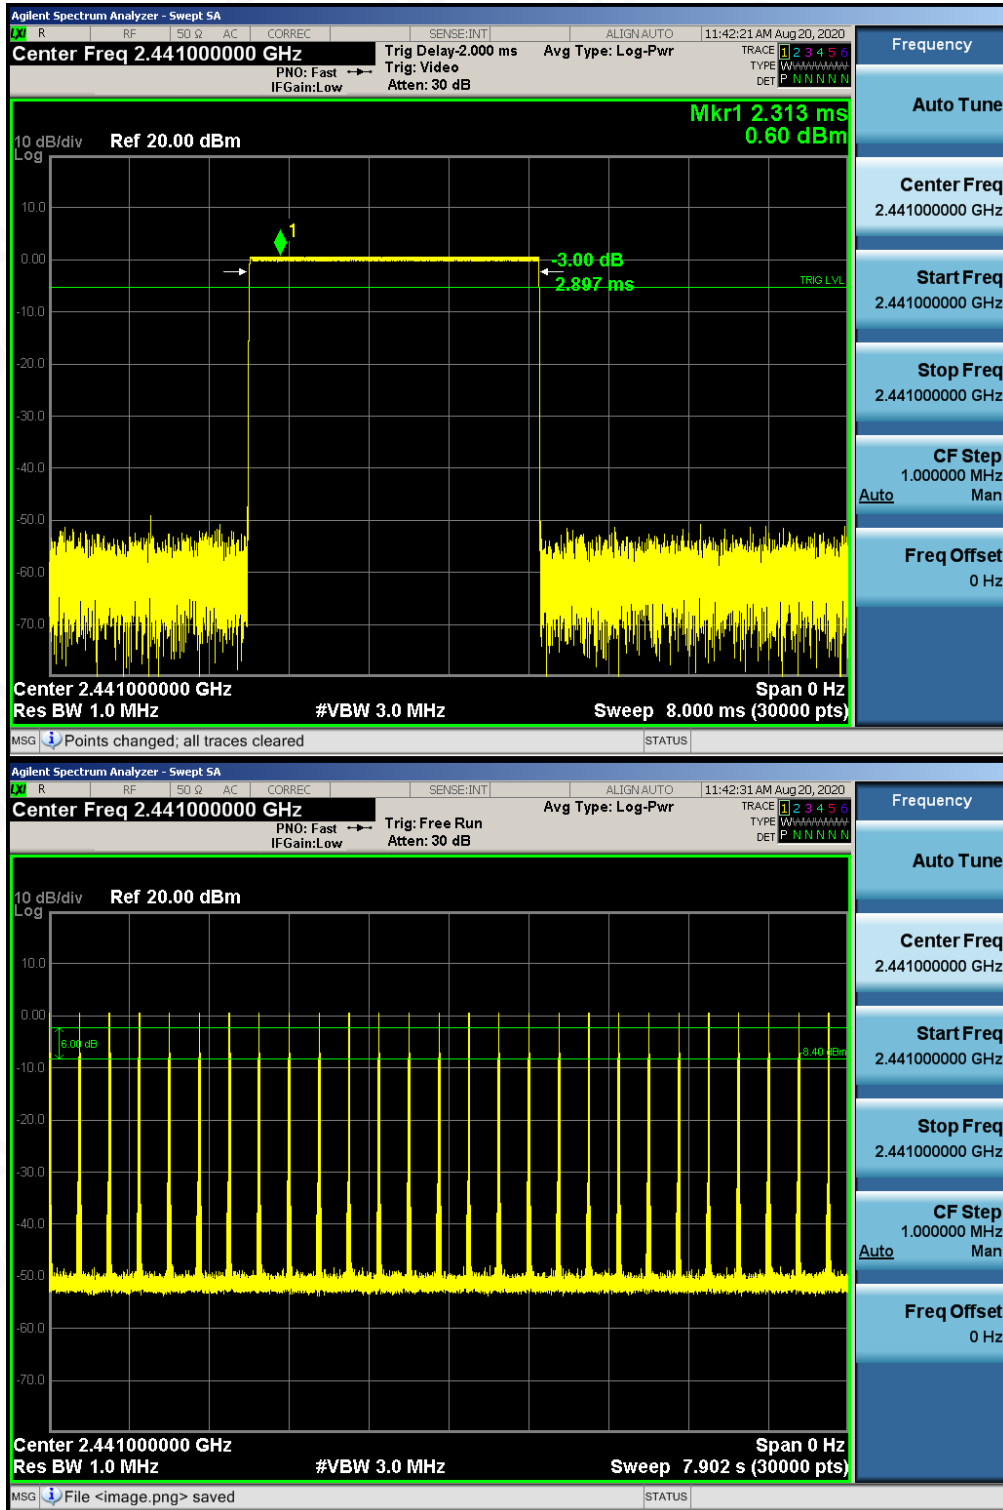 Agilent Spectrum Analyzer - Swept SA
LXI R RF 50 Ω AC CORREC SENSE:INT ALIGN AUTO 11:42:21 AM Aug 20, 2020
Center Freq 2.441000000 GHz
PNO: Fast
IFGain:Low
Trig Delay-2.000 ms
Trig: Video
Atten: 30 dB
Avg Type: Log-Pwr
TRACE 1 2 3 4 5 6
TYPE WWWWWW
DET P N N N N N
Mkr1 2.313 ms
0.60 dBm
10 dB/div Ref 20.00 dBm
Log
10.0
0.00
-10.0
-20.0
-30.0
-40.0
-50.0
-60.0
-70.0
1
-3.00 dB
2.897 ms
TRIG LVL
Center 2.441000000 GHz Span 0 Hz
Res BW 1.0 MHz #VBW 3.0 MHz Sweep 8.000 ms (30000 pts)
MSG Points changed; all traces cleared STATUS
Frequency
Auto Tune
Center Freq
2.441000000 GHz
Start Freq
2.441000000 GHz
Stop Freq
2.441000000 GHz
CF Step
1.000000 MHz
Auto Man
Freq Offset
0 Hz
Agilent Spectrum Analyzer - Swept SA
LXI R RF 50 Ω AC CORREC SENSE:INT ALIGN AUTO 11:42:31 AM Aug 20, 2020
Center Freq 2.441000000 GHz
PNO: Fast
IFGain:Low
Trig: Free Run
Atten: 30 dB
Avg Type: Log-Pwr
TRACE 1 2 3 4 5 6
TYPE WWWWWW
DET P N N N N N
10 dB/div Ref 20.00 dBm
Log
10.0
0.00
-10.0
-20.0
-30.0
-40.0
-50.0
-60.0
-70.0
6.00 dB
-8.40 dBm
Center 2.441000000 GHz Span 0 Hz
Res BW 1.0 MHz #VBW 3.0 MHz Sweep 7.902 s (30000 pts)
MSG File <image.png> saved STATUS
Frequency
Auto Tune
Center Freq
2.441000000 GHz
Start Freq
2.441000000 GHz
Stop Freq
2.441000000 GHz
CF Step
1.000000 MHz
Auto Man
Freq Offset
0 Hz